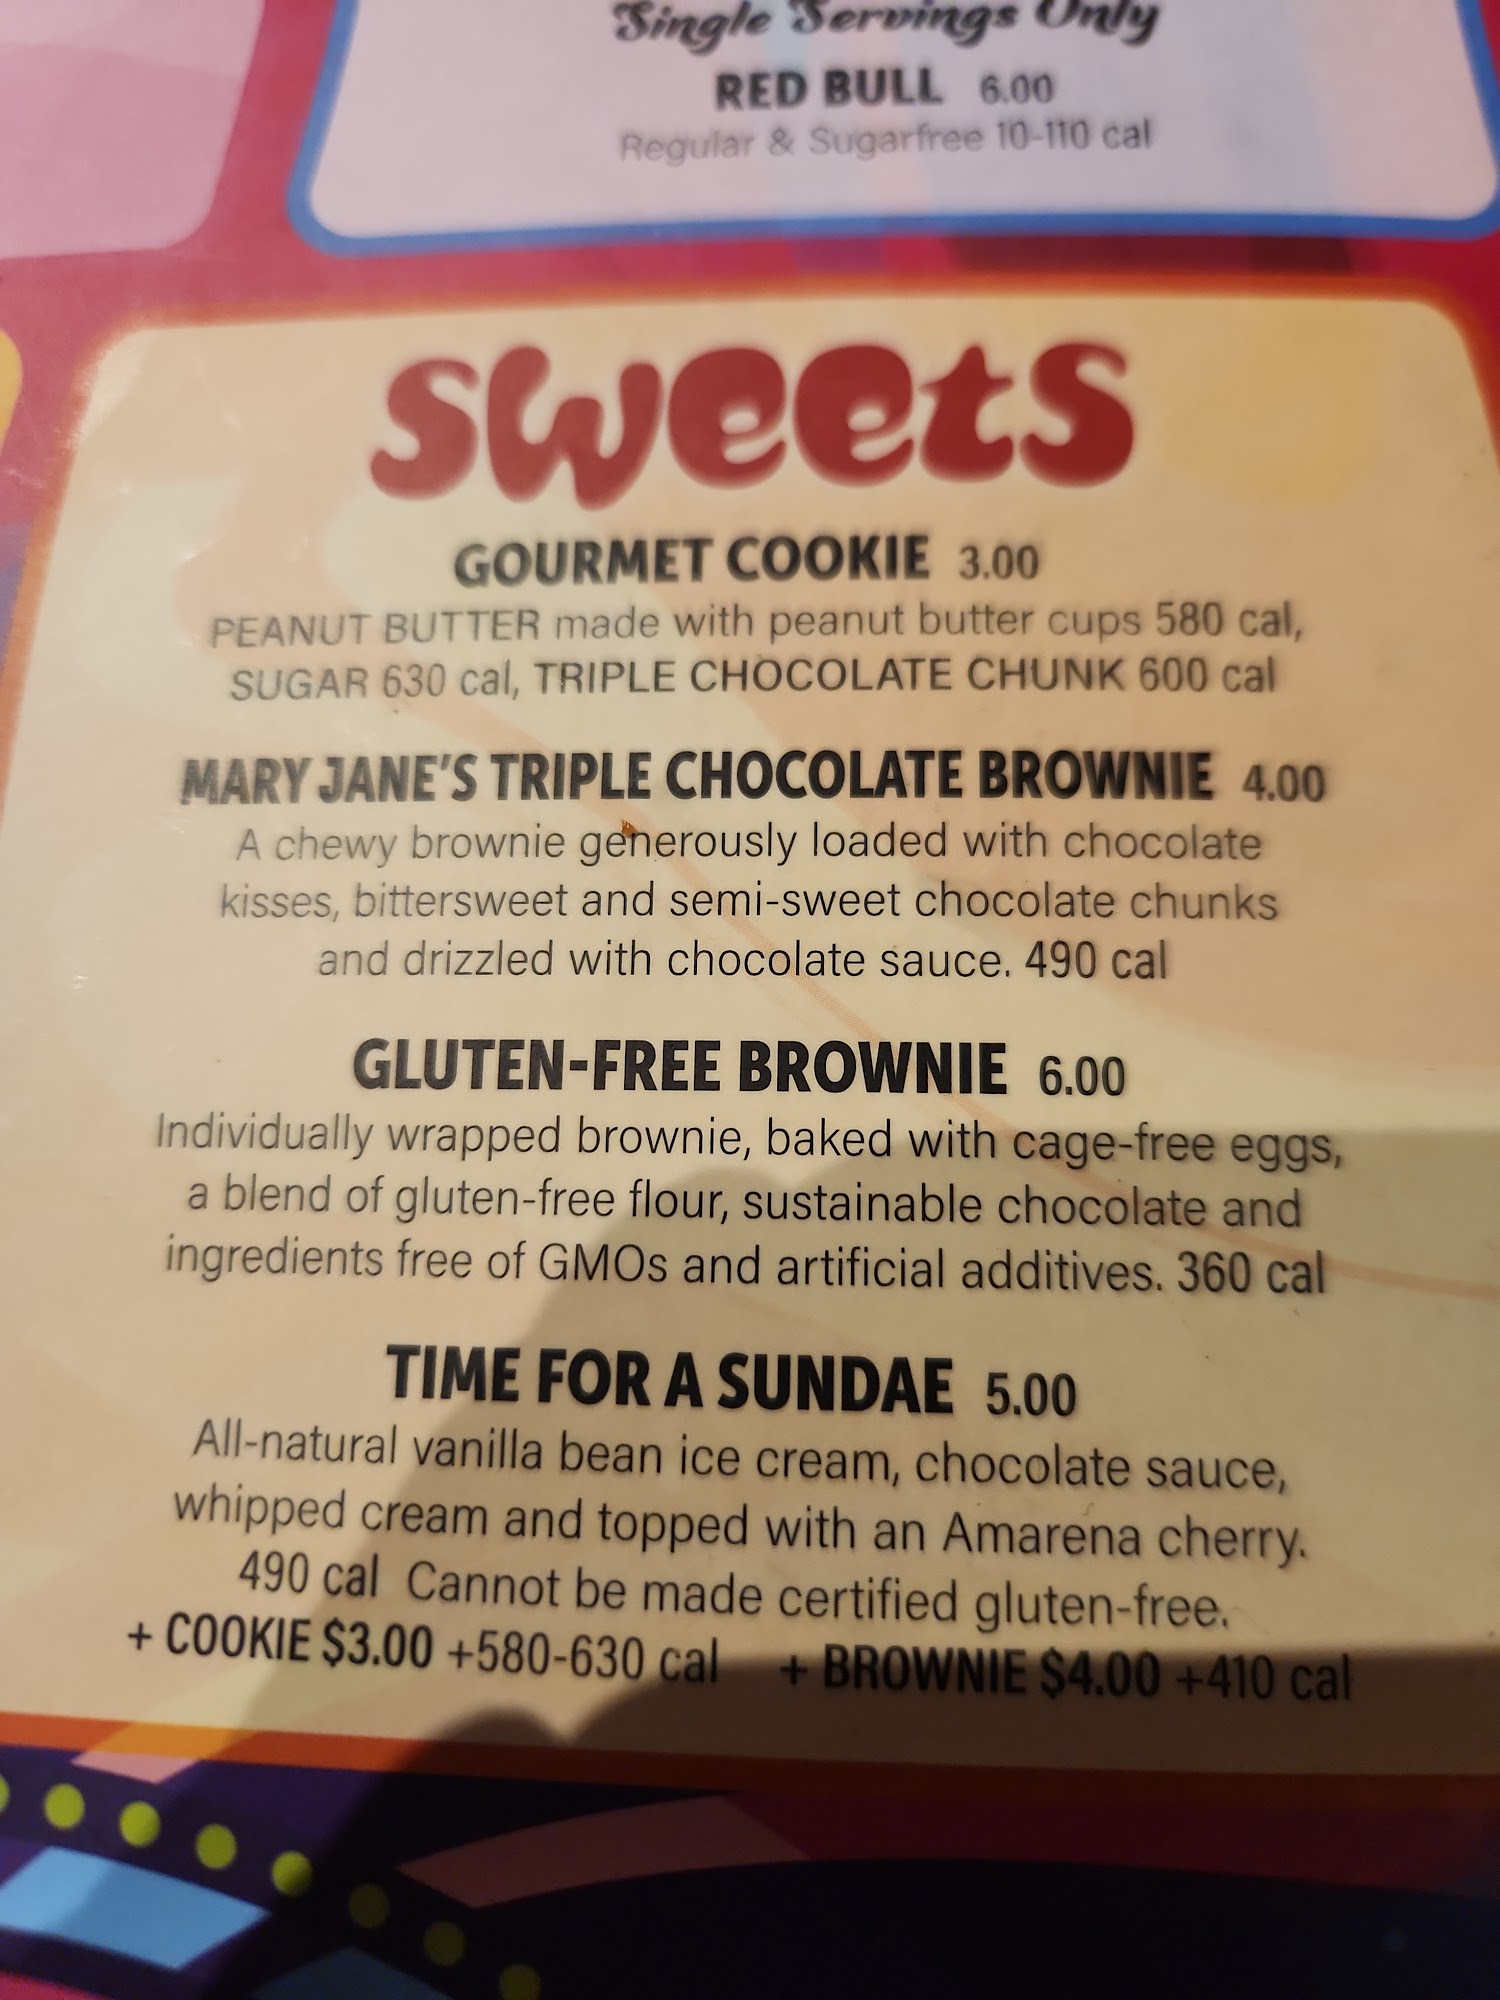 Single Servings Only
RED BULL 6.00
Regular & Sugarfree 10-110 cal
sweets
GOURMET COOKIE 3.00
PEANUT BUTTER made with peanut butter cups 580 cal,
SUGAR 630 cal, TRIPLE CHOCOLATE CHUNK 600 cal
MARY JANE'S TRIPLE CHOCOLATE BROWNIE 4.00
A chewy brownie generously loaded with chocolate
kisses, bittersweet and semi-sweet chocolate chunks
and drizzled with chocolate sauce. 490 cal
GLUTEN-FREE BROWNIE 6.00
Individually wrapped brownie, baked with cage-free eggs,
a blend of gluten-free flour, sustainable chocolate and
ingredients free of GMOs and artificial additives. 360 cal
TIME FOR A SUNDAE 5.00
All-natural vanilla bean ice cream, chocolate sauce,
whipped cream and topped with an Amarena cherry.
490 cal Cannot be made certified gluten-free.
+ COOKIE $3.00 +580-630 cal + BROWNIE $4.00 +410 cal